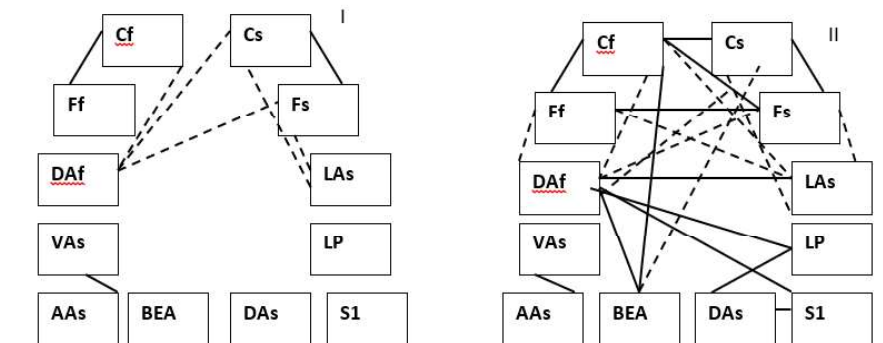 I
Cf
Cs
Ff
Fs
DAf
LAs
VAs
LP
AAs
BEA
DAs
S1
II
Cf
Cs
Ff
Fs
DAf
LAs
VAs
LP
AAs
BEA
DAs
S1